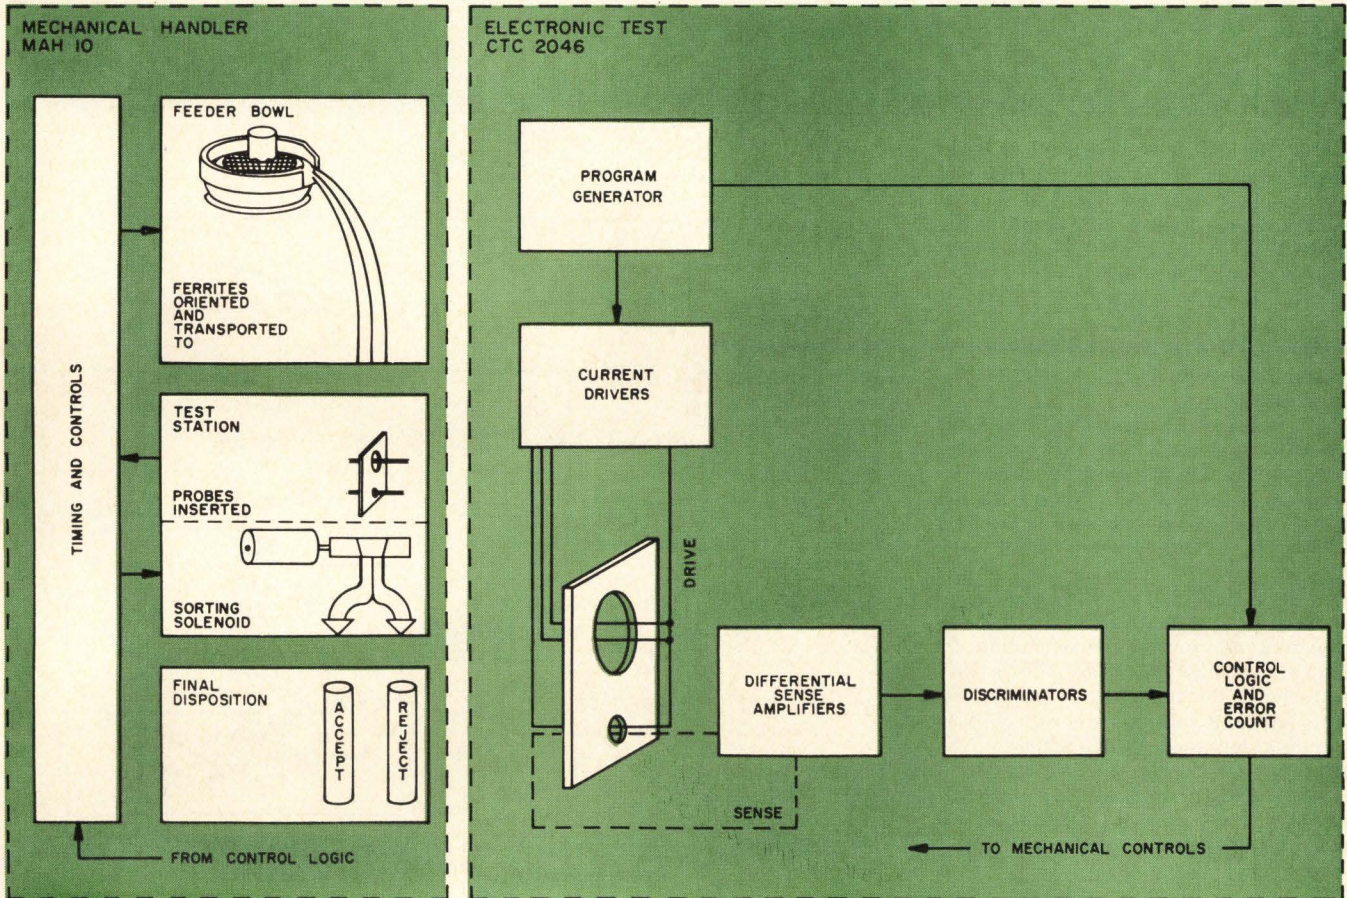 MECHANICAL HANDLER
MAH 10
FEEDER BOWL
FERRITES
ORIENTED
AND
TRANSPORTED
TO
TIMING AND CONTROLS
TEST
STATION
PROBES
INSERTED
SORTING
SOLENOID
FINAL
DISPOSITION
ACCEPT
REJECT
FROM CONTROL LOGIC
ELECTRONIC TEST
CTC 2046
PROGRAM
GENERATOR
CURRENT
DRIVERS
DRIVE
DIFFERENTIAL
SENSE
AMPLIFIERS
DISCRIMINATORS
CONTROL
LOGIC
AND
ERROR
COUNT
SENSE
TO MECHANICAL CONTROLS